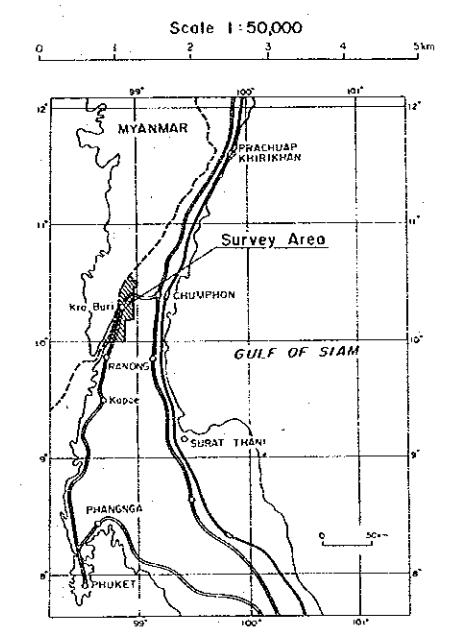 Scale 1:50,000
0 1 2 3 4 5km
99° 100° 101°
12° 12°
MYANMAR
PRACHUAP
KHIRIKHAN
11° 11°
Survey Area
Kra Buri
CHUMPHON
10° 10°
GULF OF SIAM
RANONG
Kapoe
SURAT THANI
9° 9°
PHANGNGA
0 50km
8° 8°
PHUKET
99° 100° 101°